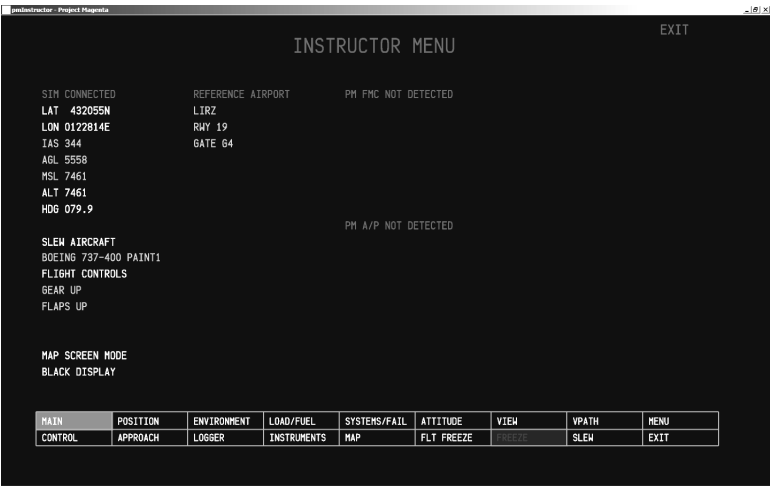 pmInstructor - Project Magenta
EXIT
INSTRUCTOR MENU
SIM CONNECTED
REFERENCE AIRPORT
PM FMC NOT DETECTED
LAT 432055N
LIRZ
LON 0122814E
RWY 19
IAS 344
GATE G4
AGL 5558
MSL 7461
ALT 7461
HDG 079.9
PM A/P NOT DETECTED
SLEW AIRCRAFT
BOEING 737-400 PAINT1
FLIGHT CONTROLS
GEAR UP
FLAPS UP
MAP SCREEN MODE
BLACK DISPLAY
MAIN POSITION ENVIRONMENT LOAD/FUEL SYSTEMS/FAIL ATTITUDE VIEW VPATH MENU
CONTROL APPROACH LOGGER INSTRUMENTS MAP FLT FREEZE FREEZE SLEW EXIT